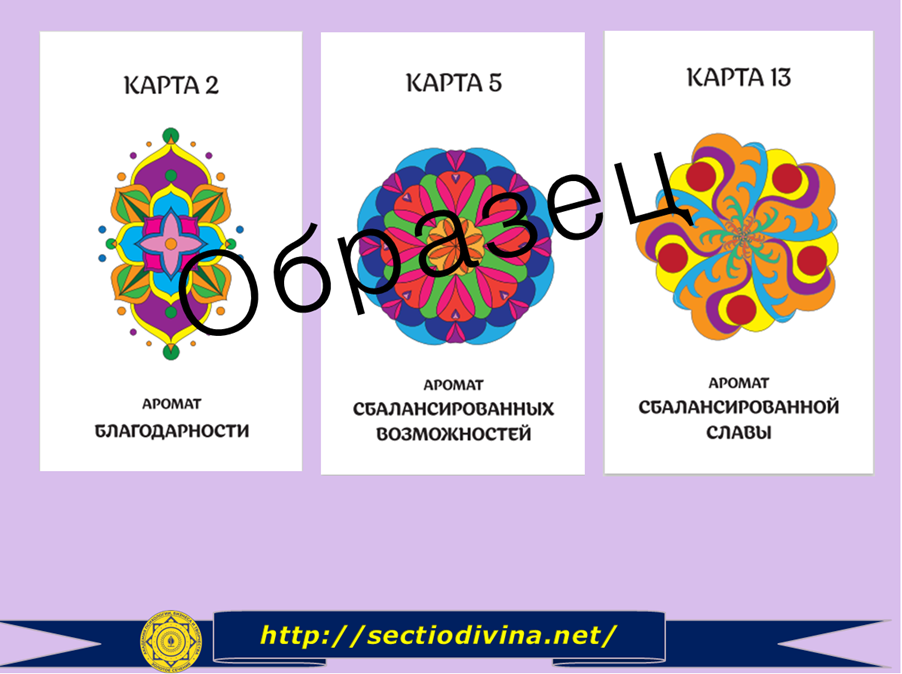 КАРТА 2
АРОМАТ
БЛАГОДАРНОСТИ
КАРТА 5
АРОМАТ
СБАЛАНСИРОВАННЫХ
ВОЗМОЖНОСТЕЙ
КАРТА 13
АРОМАТ
СБАЛАНСИРОВАННОЙ
СЛАВЫ
Образец
http://sectiodivina.net/